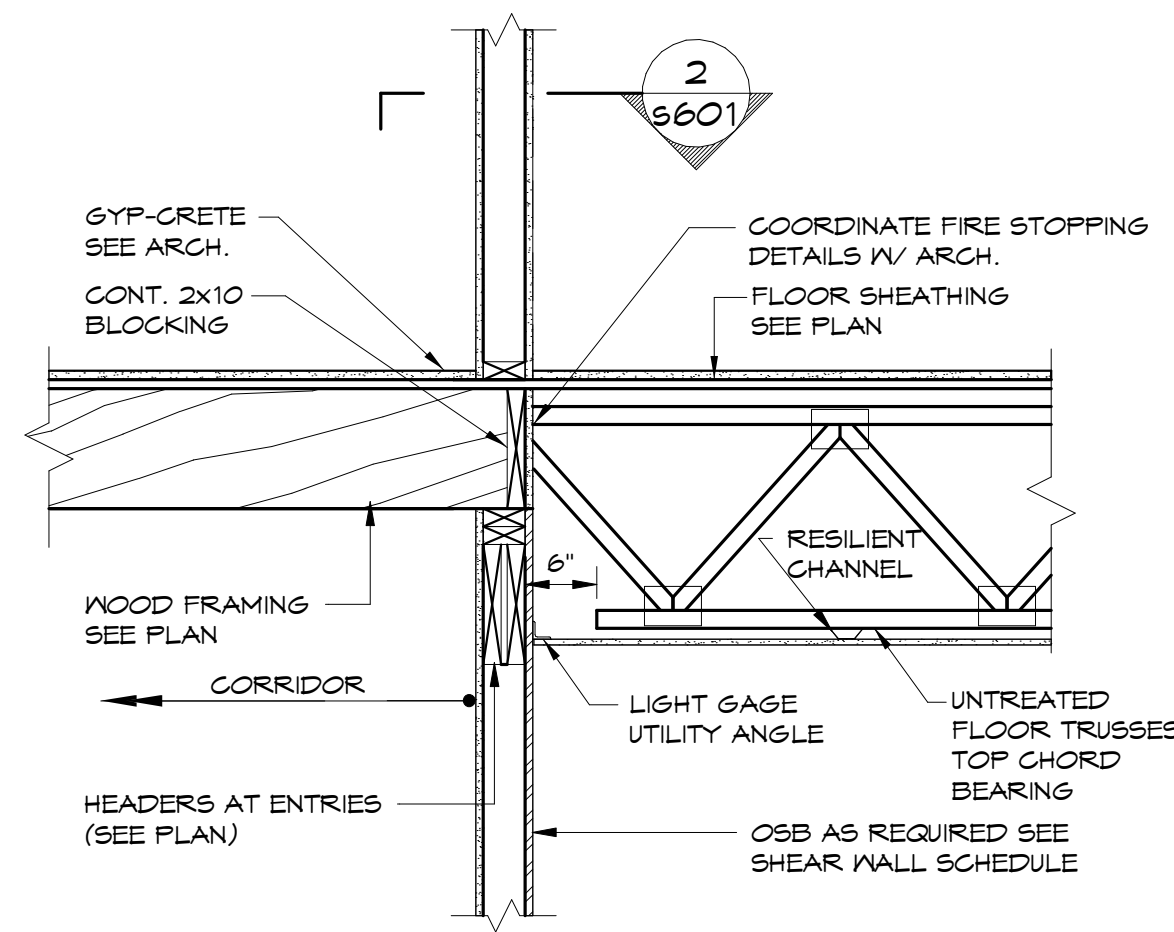 2
S601
GYP-CRETE
SEE ARCH.
CONT. 2x10
BLOCKING
COORDINATE FIRE STOPPING
DETAILS W/ ARCH.
FLOOR SHEATHING
SEE PLAN
6"
RESILIENT
CHANNEL
WOOD FRAMING
SEE PLAN
CORRIDOR
LIGHT GAGE
UTILITY ANGLE
UNTREATED
FLOOR TRUSSES
TOP CHORD
BEARING
HEADERS AT ENTRIES
(SEE PLAN)
OSB AS REQUIRED SEE
SHEAR WALL SCHEDULE